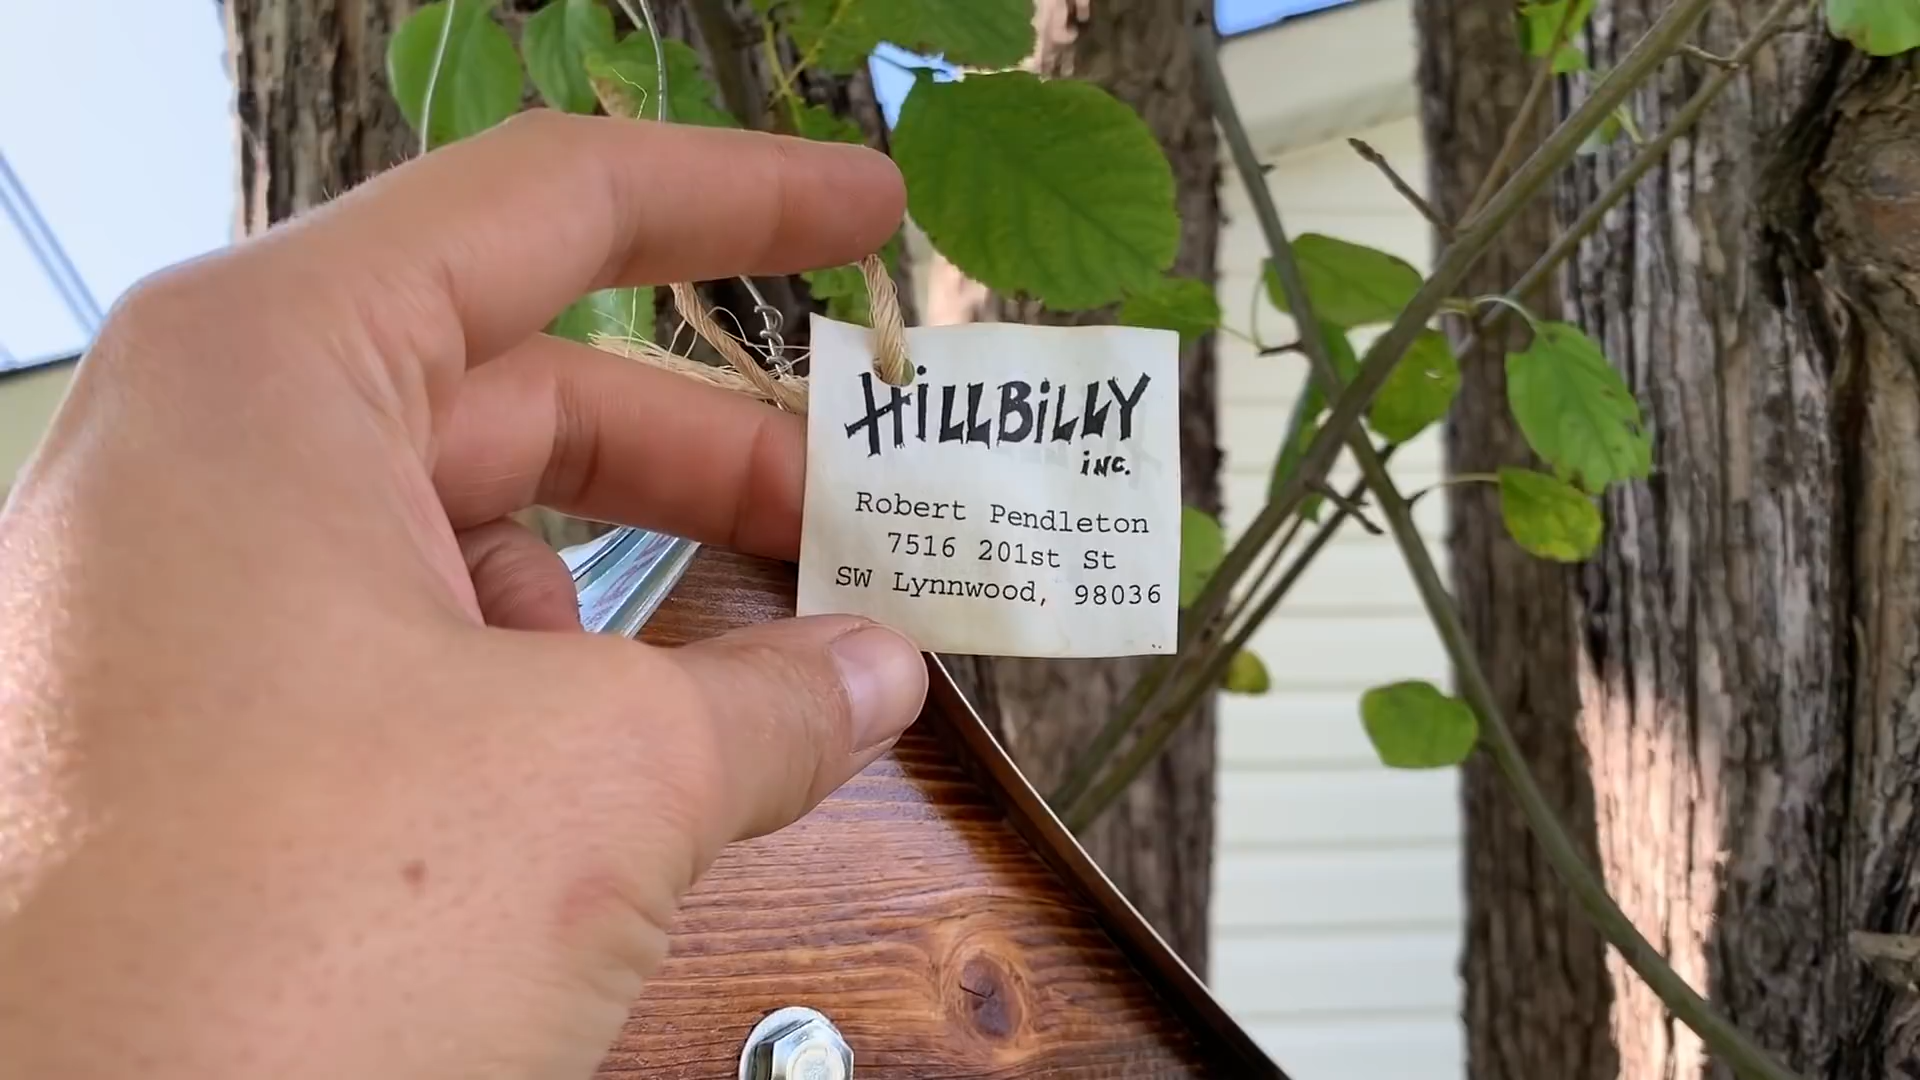 HiLLBiLLY
iNC.
Robert Pendleton
7516 201st St
SW Lynnwood, 98036